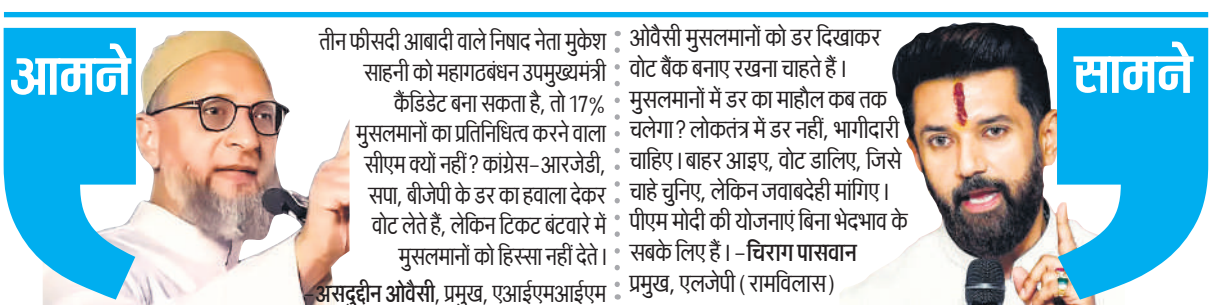 आमने
तीन फीसदी आबादी वाले निषाद नेता मुकेश
साहनी को महागठबंधन उपमुख्यमंत्री
कैंडिडेट बना सकता है, तो 17%
मुसलमानों का प्रतिनिधित्व करने वाला
सीएम क्यों नहीं? कांग्रेस-आरजेडी,
सपा, बीजेपी के डर का हवाला देकर
वोट लेते हैं, लेकिन टिकट बंटवारे में
मुसलमानों को हिस्सा नहीं देते।
-असदुद्दीन ओवैसी, प्रमुख, एआईएमआईएम
ओवैसी मुसलमानों को डर दिखाकर
वोट बैंक बनाए रखना चाहते हैं।
मुसलमानों में डर का माहौल कब तक
चलेगा? लोकतंत्र में डर नहीं, भागीदारी
चाहिए। बाहर आइए, वोट डालिए, जिसे
चाहे चुनिए, लेकिन जवाबदेही मांगिए।
पीएम मोदी की योजनाएं बिना भेदभाव के
सबके लिए हैं। -चिराग पासवान
प्रमुख, एलजेपी (रामविलास)
सामने